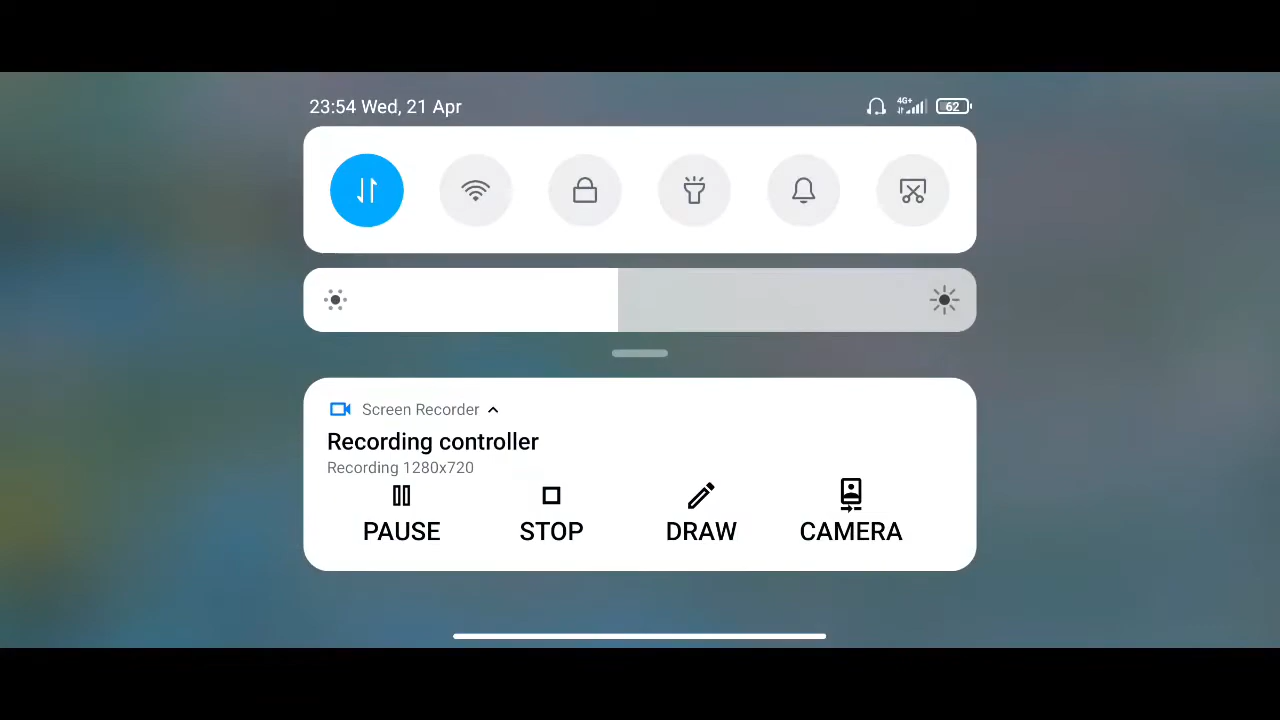 23:54 Wed, 21 Apr
4G+ 62
Screen Recorder
Recording controller
Recording 1280x720
PAUSE STOP DRAW CAMERA